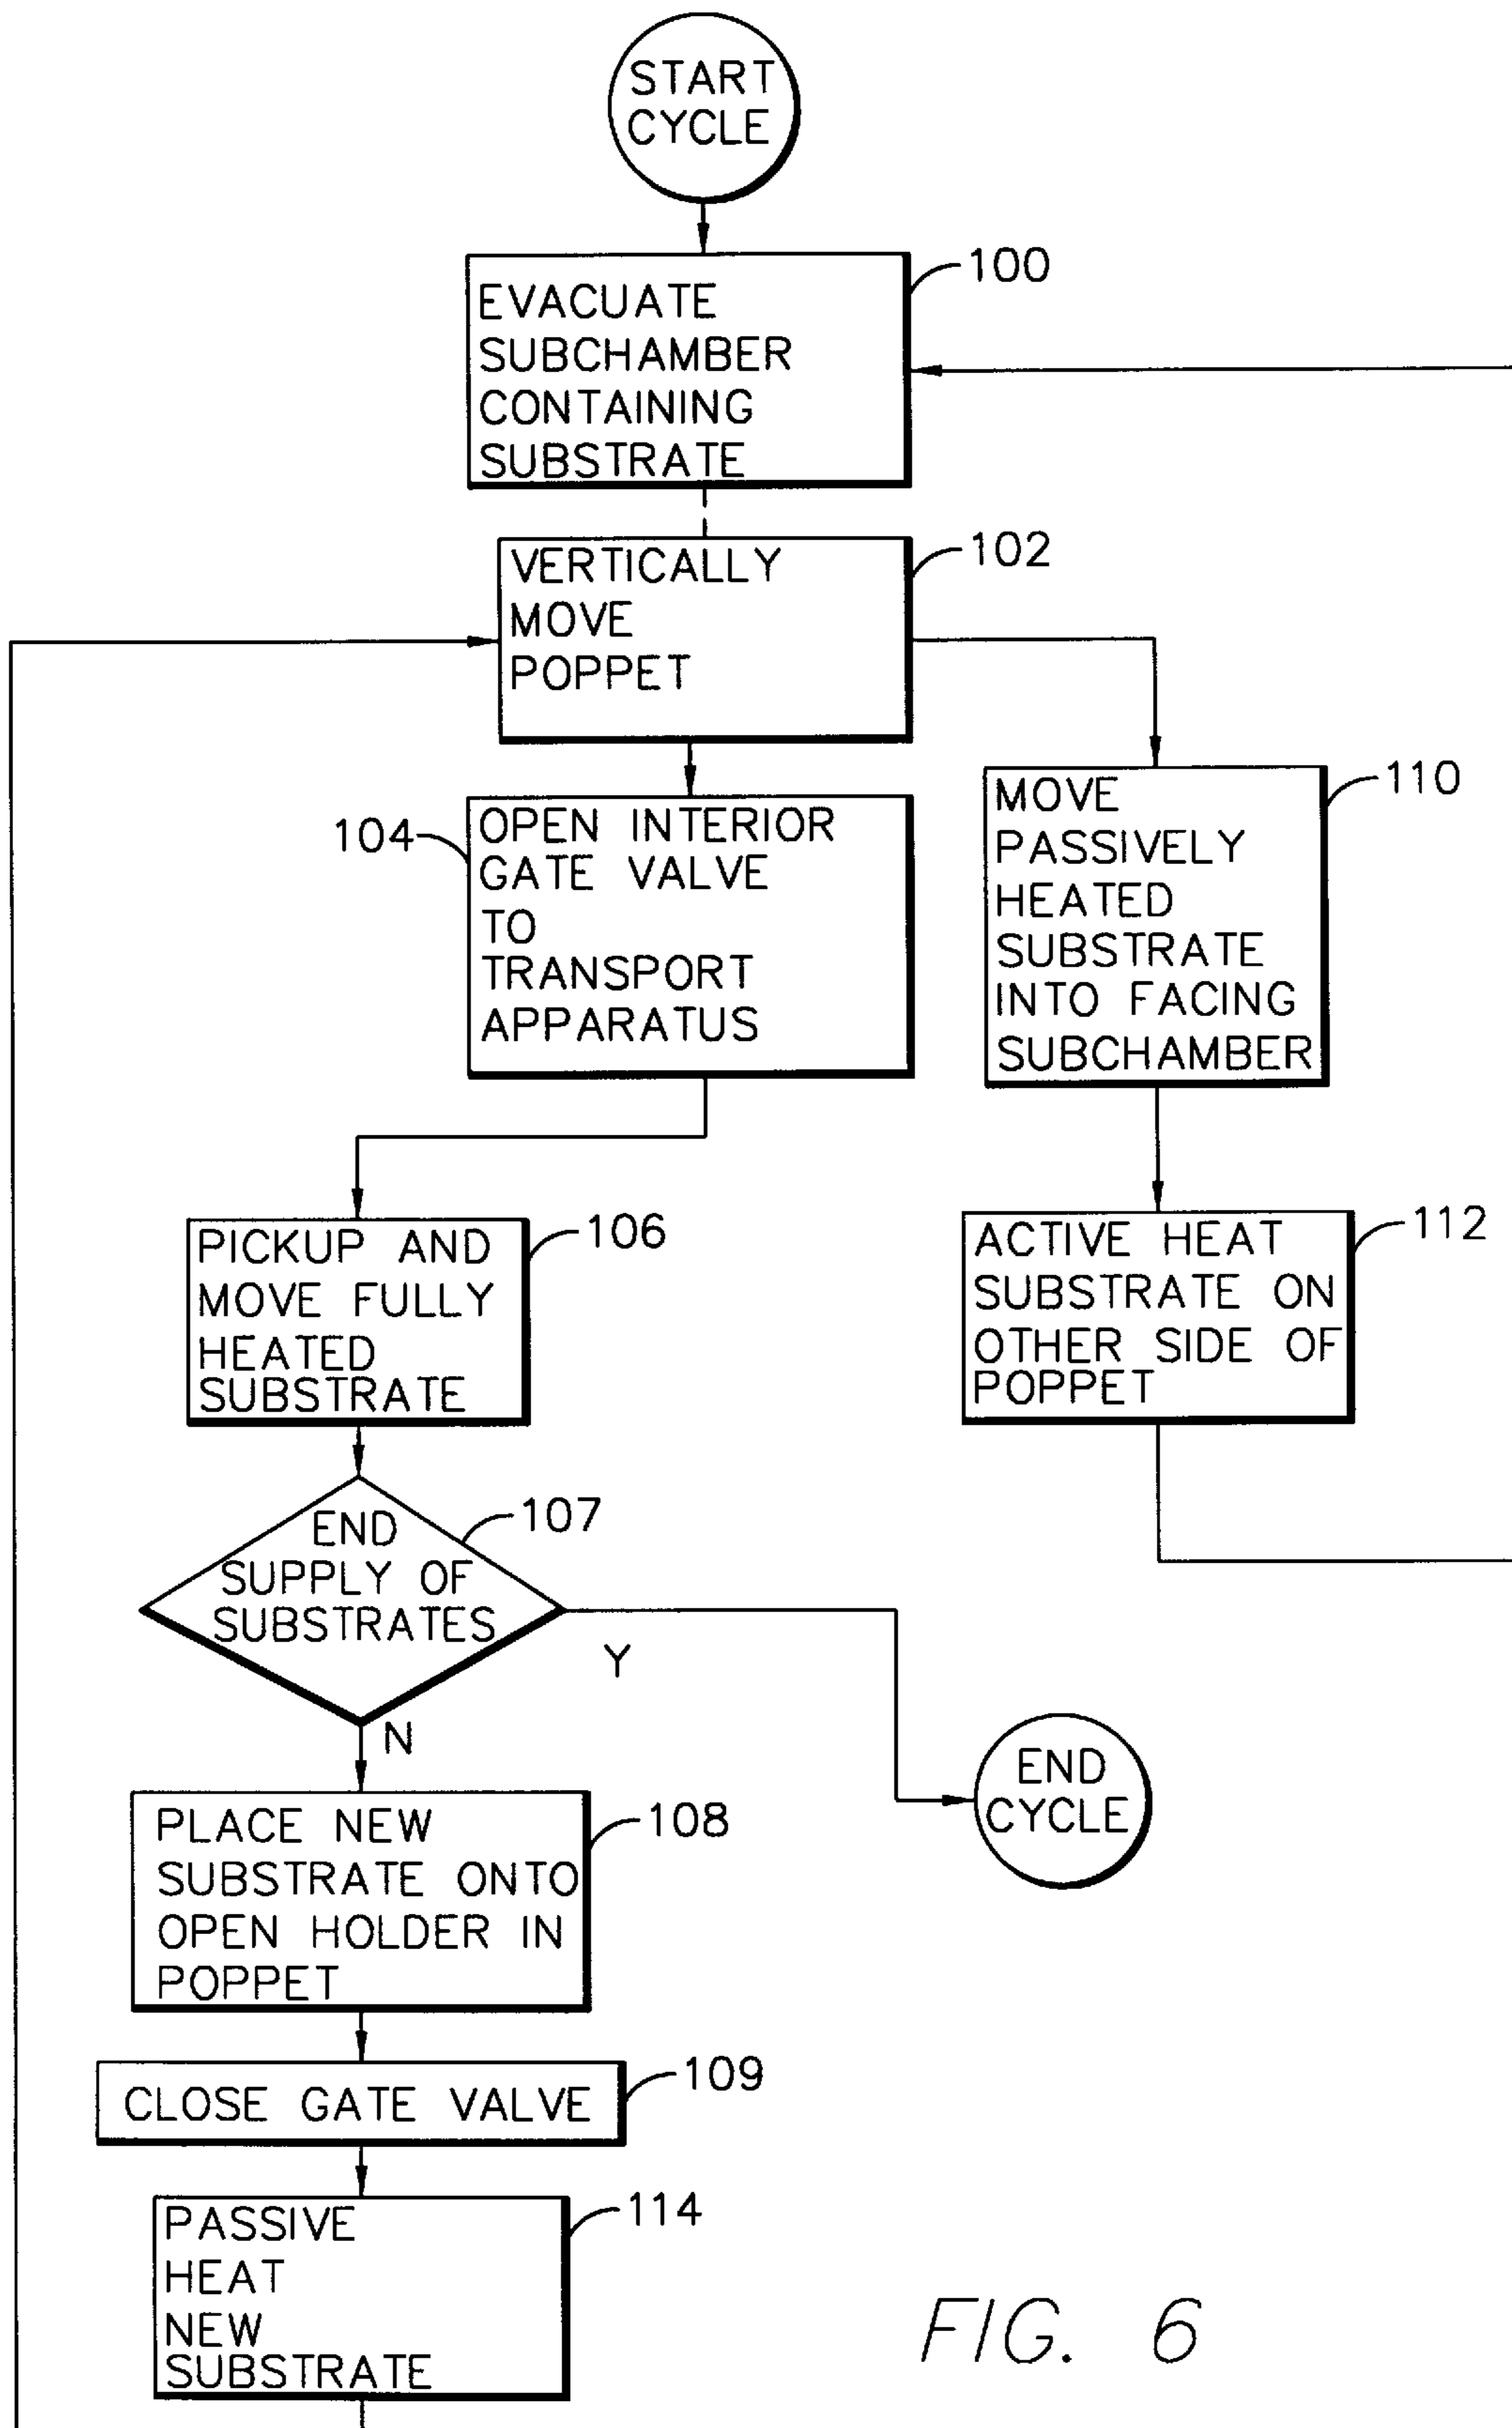 START
CYCLE
100
EVACUATE
SUBCHAMBER
CONTAINING
SUBSTRATE
102
VERTICALLY
MOVE
POPPET
104
OPEN INTERIOR
GATE VALVE
TO
TRANSPORT
APPARATUS
110
MOVE
PASSIVELY
HEATED
SUBSTRATE
INTO FACING
SUBCHAMBER
106
PICKUP AND
MOVE FULLY
HEATED
SUBSTRATE
112
ACTIVE HEAT
SUBSTRATE ON
OTHER SIDE OF
POPPET
107
END
SUPPLY OF
SUBSTRATES
Y
N
END
CYCLE
108
PLACE NEW
SUBSTRATE ONTO
OPEN HOLDER IN
POPPET
109
CLOSE GATE VALVE
114
PASSIVE
HEAT
NEW
SUBSTRATE
FIG. 6